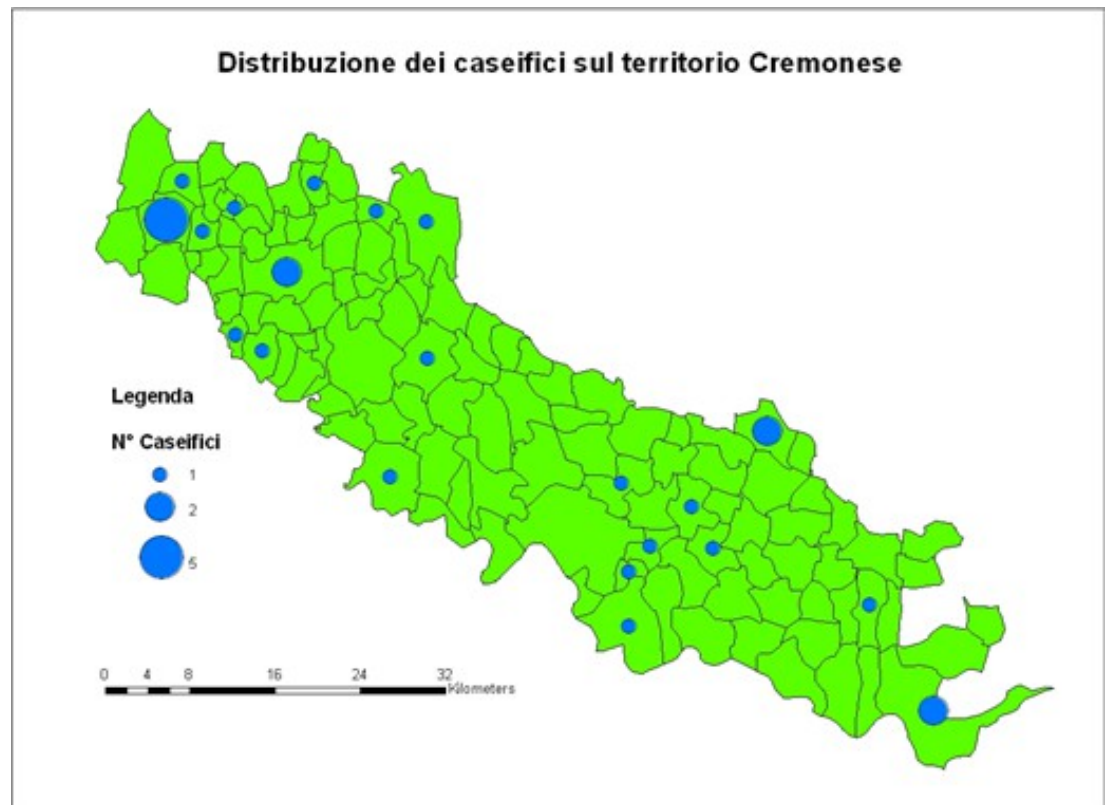 Distribuzione dei caseifici sul territorio Cremonese
Legenda
N° Caseifici
1
2
5
0 4 8 16 24 32
Kilometers